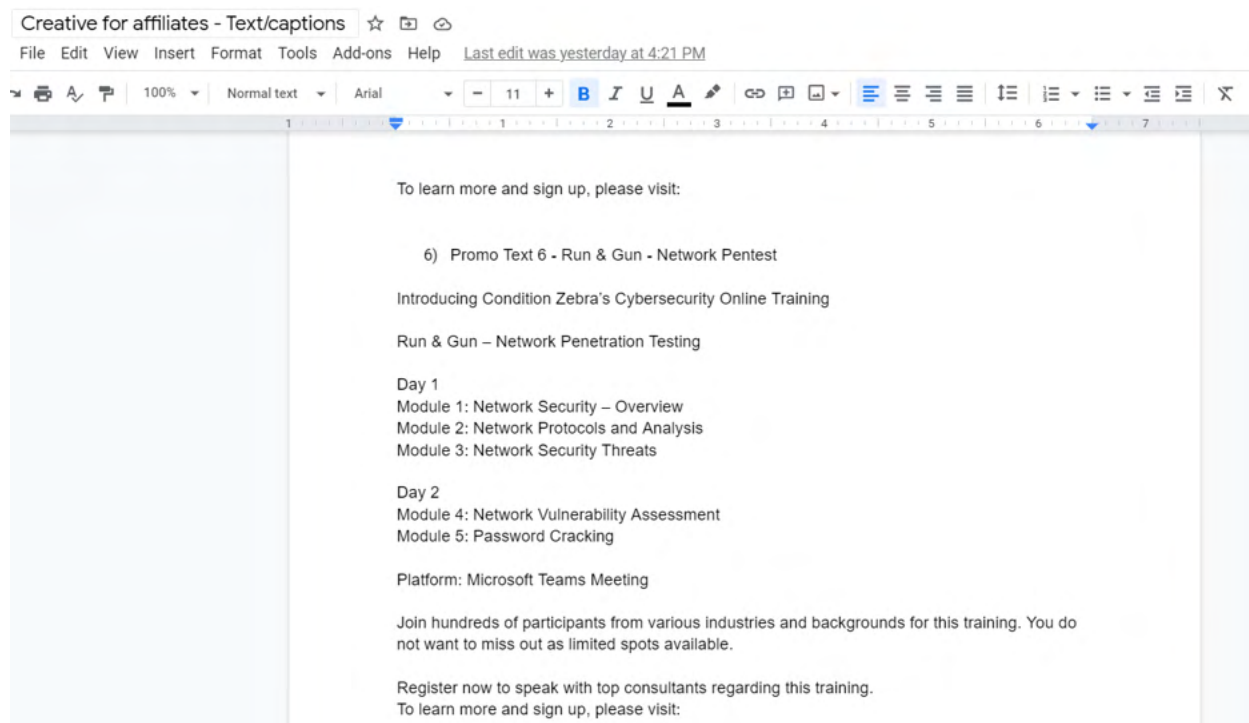 Creative for affiliates - Text/captions
File Edit View Insert Format Tools Add-ons Help Last edit was yesterday at 4:21 PM
100% Normal text Arial - 11 + B I U A
1 1 2 3 4 5 6 7
To learn more and sign up, please visit:
6) Promo Text 6 - Run & Gun - Network Pentest
Introducing Condition Zebra’s Cybersecurity Online Training
Run & Gun – Network Penetration Testing
Day 1
Module 1: Network Security – Overview
Module 2: Network Protocols and Analysis
Module 3: Network Security Threats
Day 2
Module 4: Network Vulnerability Assessment
Module 5: Password Cracking
Platform: Microsoft Teams Meeting
Join hundreds of participants from various industries and backgrounds for this training. You do
not want to miss out as limited spots available.
Register now to speak with top consultants regarding this training.
To learn more and sign up, please visit: